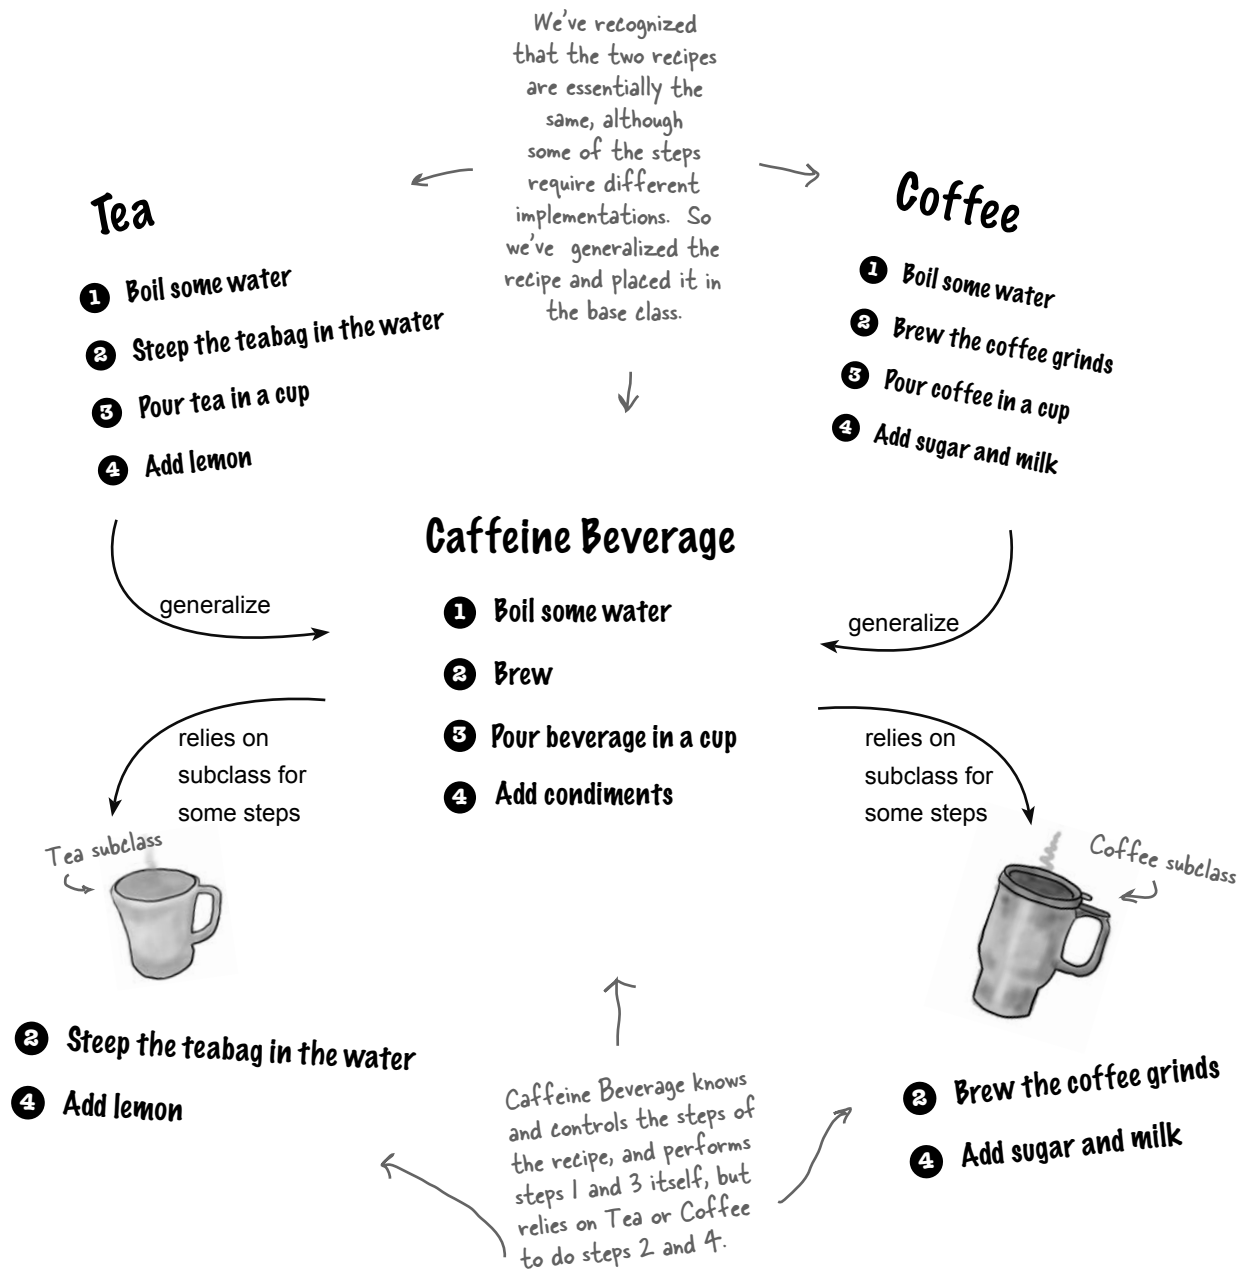 We've recognized
that the two recipes
are essentially the
same, although
some of the steps
require different
implementations. So
we've generalized the
recipe and placed it in
the base class.
Tea
1 Boil some water
2 Steep the teabag in the water
3 Pour tea in a cup
4 Add lemon
Coffee
1 Boil some water
2 Brew the coffee grinds
3 Pour coffee in a cup
4 Add sugar and milk
Caffeine Beverage
1 Boil some water
2 Brew
3 Pour beverage in a cup
4 Add condiments
generalize
generalize
relies on
subclass for
some steps
relies on
subclass for
some steps
Tea subclass
Coffee subclass
2 Steep the teabag in the water
4 Add lemon
Caffeine Beverage knows
and controls the steps of
the recipe, and performs
steps 1 and 3 itself, but
relies on Tea or Coffee
to do steps 2 and 4.
2 Brew the coffee grinds
4 Add sugar and milk